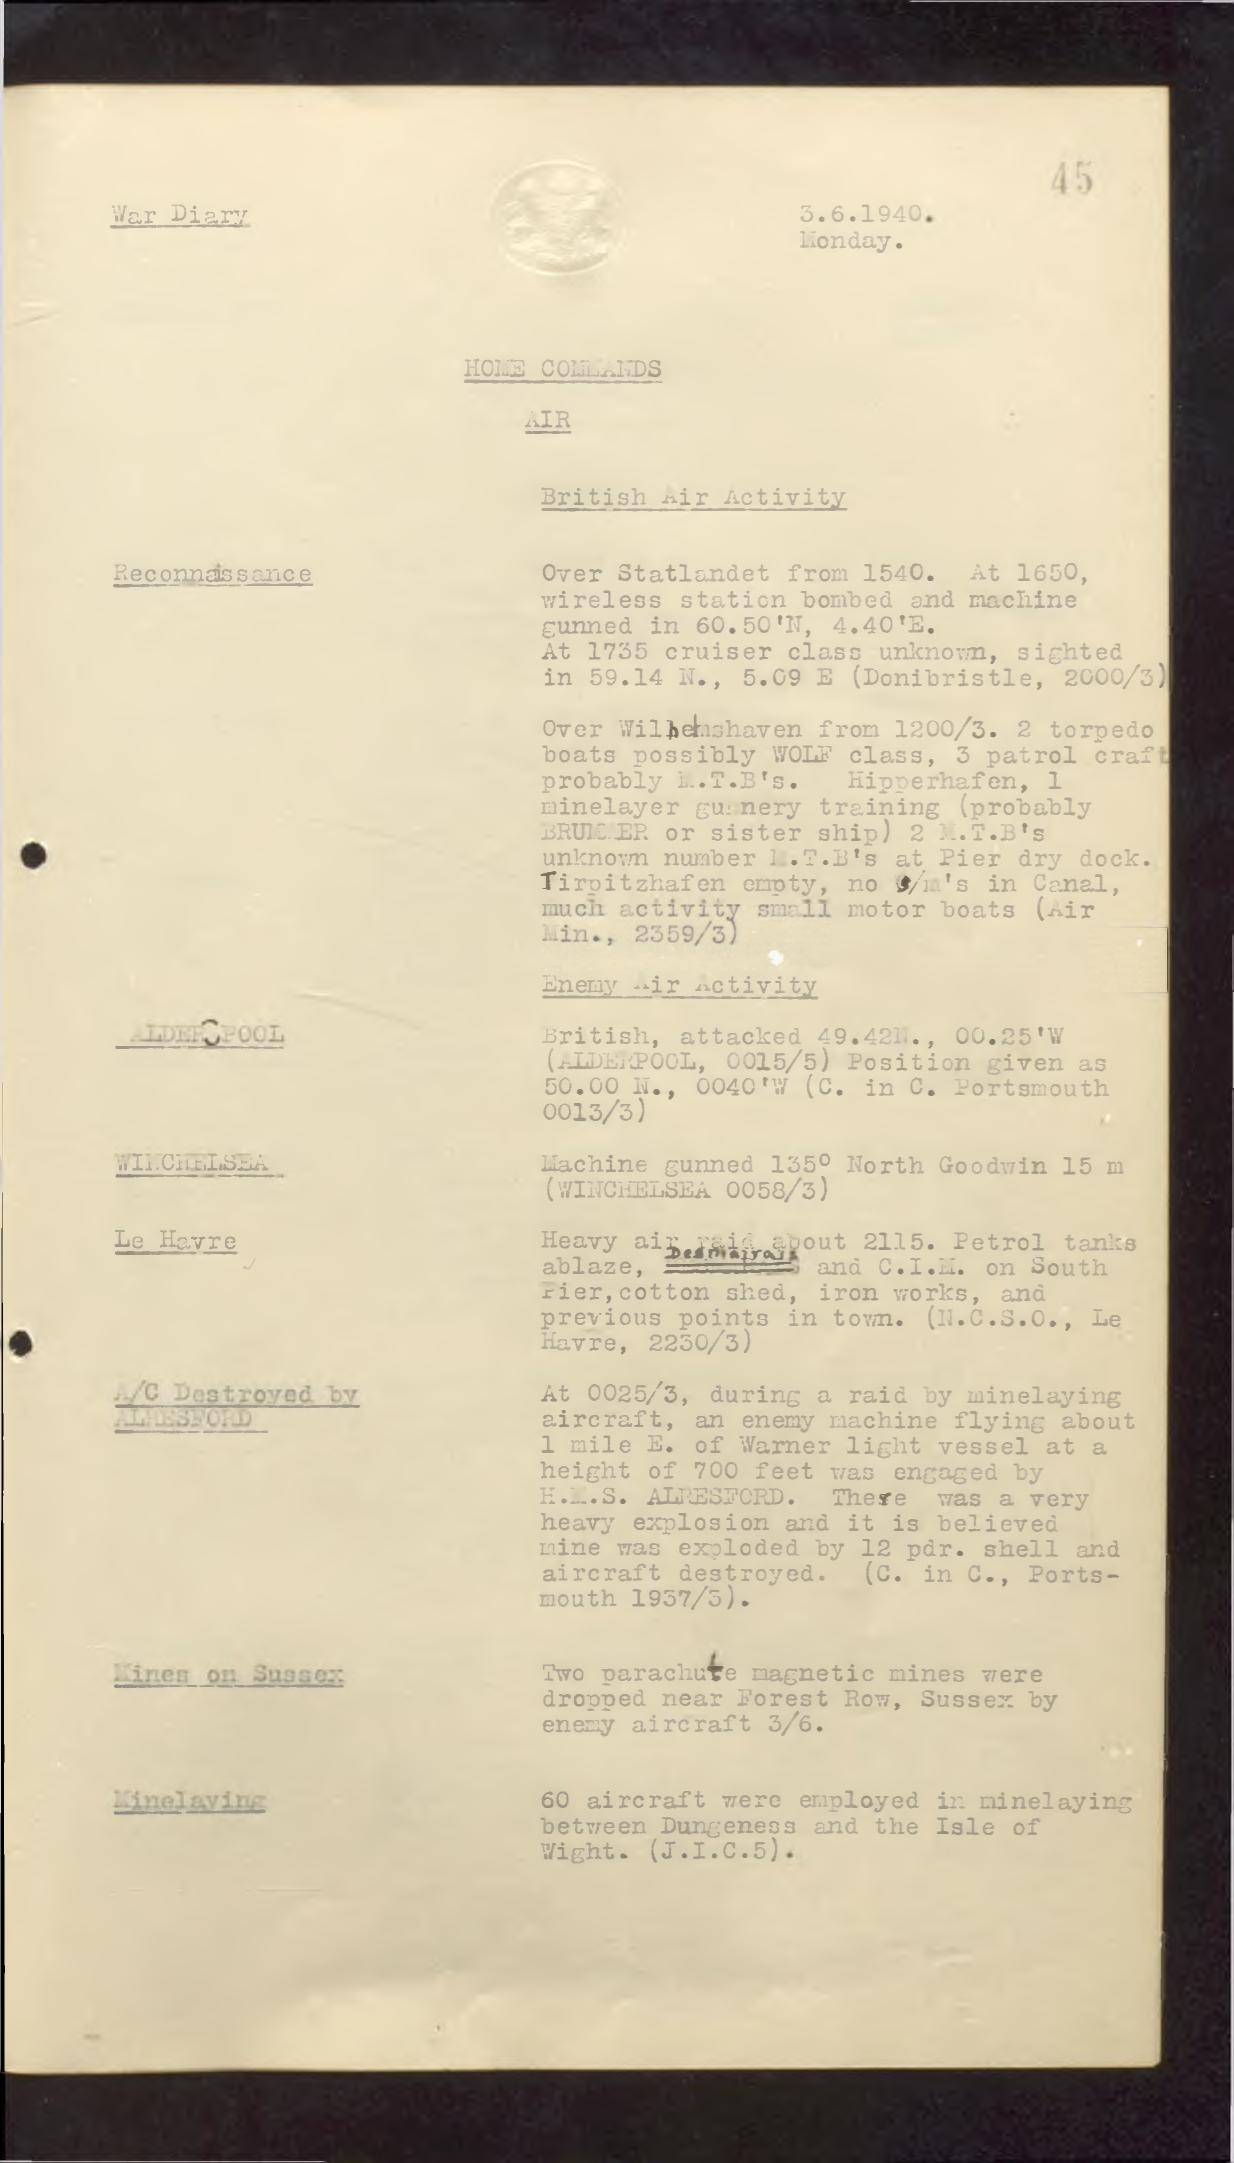 45
War Diary
3.6.1940.
Monday.
HOME COMMANDS
AIR
British Air Activity
Reconnaissance
Over Statlandet from 1540. At 1650,
wireless station bombed and machine
gunned in 60.50'N, 4.40'E.
At 1735 cruiser class unknown, sighted
in 59.14 N., 5.09 E (Donibristle, 2000/3)
Over Wilhemshaven from 1200/3. 2 torpedo
boats possibly WOLF class, 3 patrol craft
probably M.T.B's. Hipperhafen, 1
minelayer gunnery training (probably
BRUMMER or sister ship) 2 M.T.B's
unknown number M.T.B's at Pier dry dock.
Tirpitzhafen empty, no S/m's in Canal,
much activity small motor boats (Air
Min., 2359/3)
Enemy Air Activity
ALDERPOOL
British, attacked 49.42N., 00.25'W
(ALDERPOOL, 0015/5) Position given as
50.00 N., 0040'W (C. in C. Portsmouth
0013/3)
WINCHELSEA
Machine gunned 135° North Goodwin 15 m
(WINCHELSEA 0058/3)
Le Havre
Heavy air raid about 2115. Petrol tanks
ablaze, Desmairais and C.I.M. on South
Pier, cotton shed, iron works, and
previous points in town. (N.C.S.O., Le
Havre, 2230/3)
A/C Destroyed by
ALRESFORD
At 0025/3, during a raid by minelaying
aircraft, an enemy machine flying about
1 mile E. of Warner light vessel at a
height of 700 feet was engaged by
H.M.S. ALRESFORD. There was a very
heavy explosion and it is believed
mine was exploded by 12 pdr. shell and
aircraft destroyed. (C. in C., Ports-
mouth 1937/3).
Mines on Sussex
Two parachute magnetic mines were
dropped near Forest Row, Sussex by
enemy aircraft 3/6.
Minelaying
60 aircraft were employed in minelaying
between Dungeness and the Isle of
Wight. (J.I.C.5).